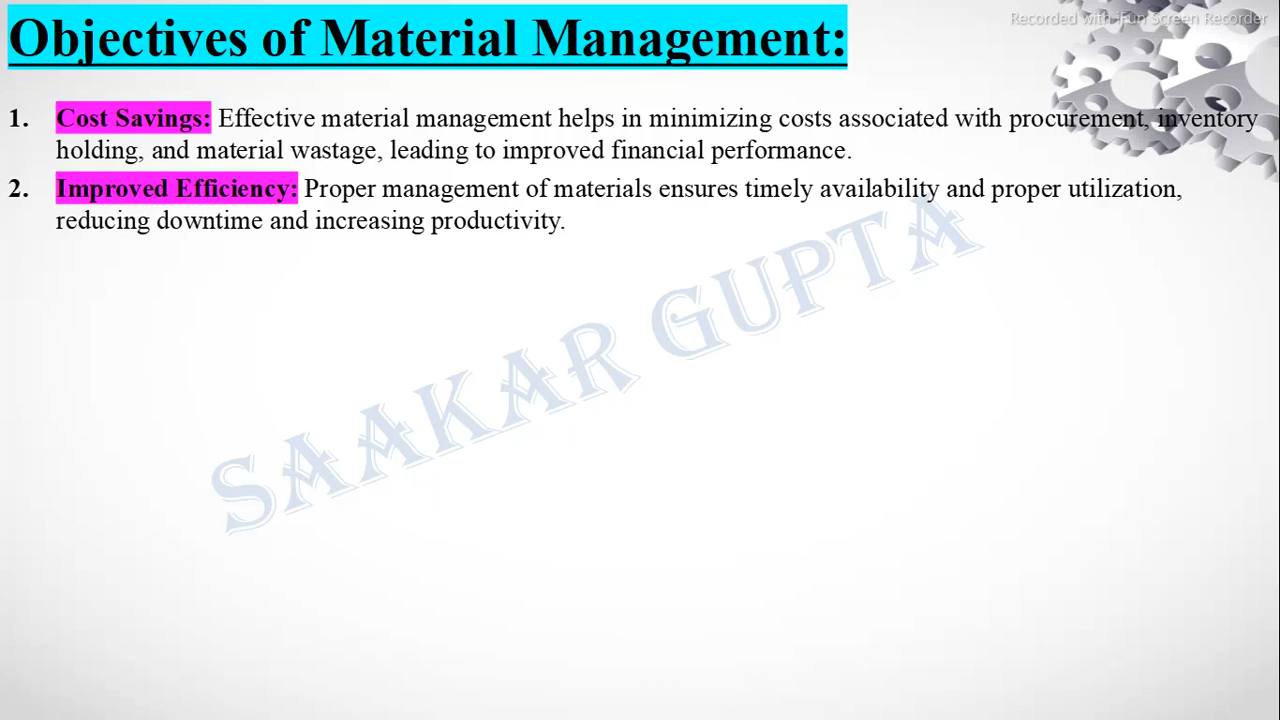 Recorded with iFun Screen Recorder
Objectives of Material Management:
1. Cost Savings: Effective material management helps in minimizing costs associated with procurement, inventory
holding, and material wastage, leading to improved financial performance.
2. Improved Efficiency: Proper management of materials ensures timely availability and proper utilization,
reducing downtime and increasing productivity.
SAAKAR GUPTA